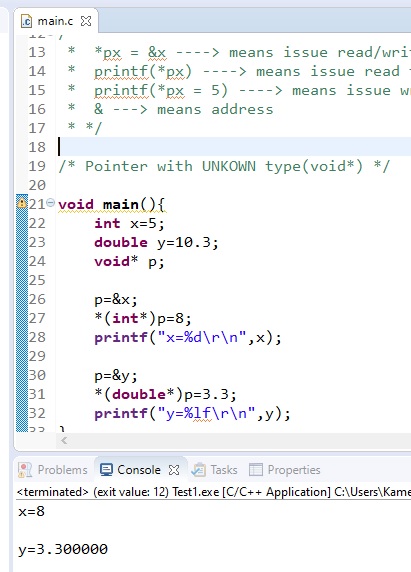 main.c
12 /
13 * *px = &x ----> means issue read/wri
14 * printf(*px) ----> means issue read
15 * printf(*px = 5) ----> means issue w
16 * & ---> means address
17 * */
18
19 /* Pointer with UNKOWN type(void*) */
20
21 void main(){
22 int x=5;
23 double y=10.3;
24 void* p;
25
26 p=&x;
27 *(int*)p=8;
28 printf("x=%d\r\n",x);
29
30 p=&y;
31 *(double*)p=3.3;
32 printf("y=%lf\r\n",y);
33 }
Problems Console Tasks Properties
<terminated> (exit value: 12) Test1.exe [C/C++ Application] C:\Users\Kame
x=8
y=3.300000